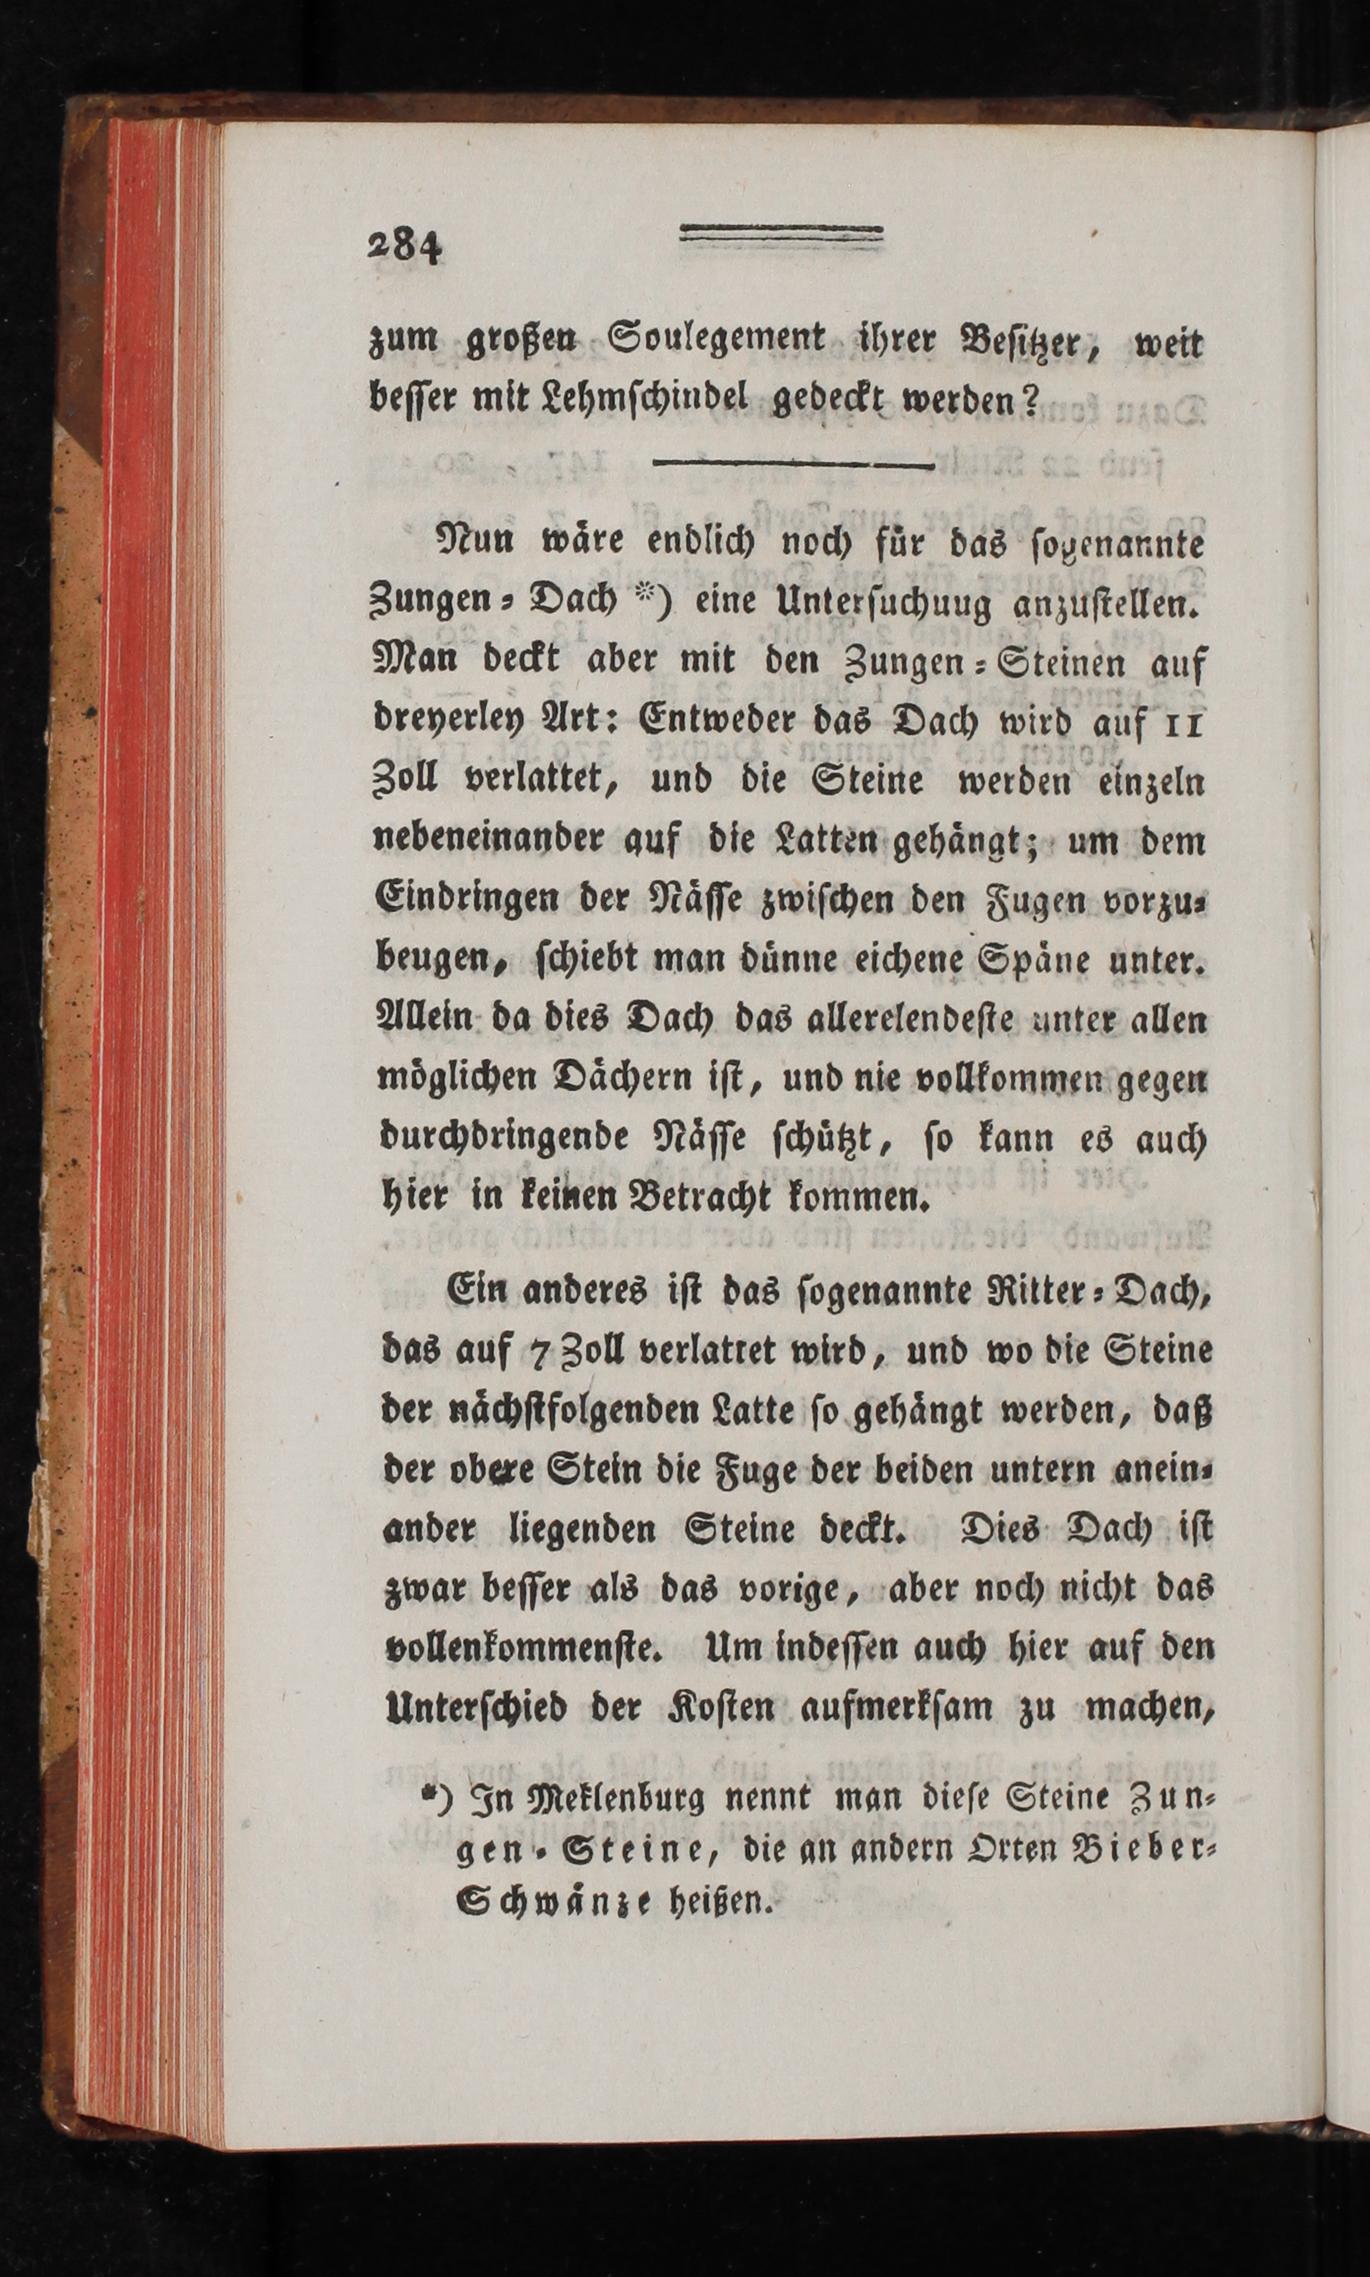 284
zum großen Soulegement ihrer Besitzer, weit
besser mit Lehmschindel gedeckt werden?
Nun wäre endlich noch für das sogenannte
Zungen-Dach *) eine Untersuchuug anzustellen.
Man deckt aber mit den Zungen-Steinen auf
dreyerley Art: Entweder das Dach wird auf 11
Zoll verlattet, und die Steine werden einzeln
nebeneinander auf die Latten gehängt; um dem
Eindringen der Nässe zwischen den Fugen vorzu-
beugen, schiebt man dünne eichene Späne unter.
Allein da dies Dach das allerelendeste unter allen
möglichen Dächern ist, und nie vollkommen gegen
durchdringende Nässe schützt, so kann es auch
hier in keinen Betracht kommen.
Ein anderes ist das sogenannte Ritter-Dach,
das auf 7 Zoll verlattet wird, und wo die Steine
der nächstfolgenden Latte so gehängt werden, daß
der obere Stein die Fuge der beiden untern anein-
ander liegenden Steine deckt. Dies Dach ist
zwar besser als das vorige, aber noch nicht das
vollenkommenste. Um indessen auch hier auf den
Unterschied der Kosten aufmerksam zu machen,
*) In Meklenburg nennt man diese Steine Zun-
gen-Steine, die an andern Orten Bieber-
Schwänze heißen.